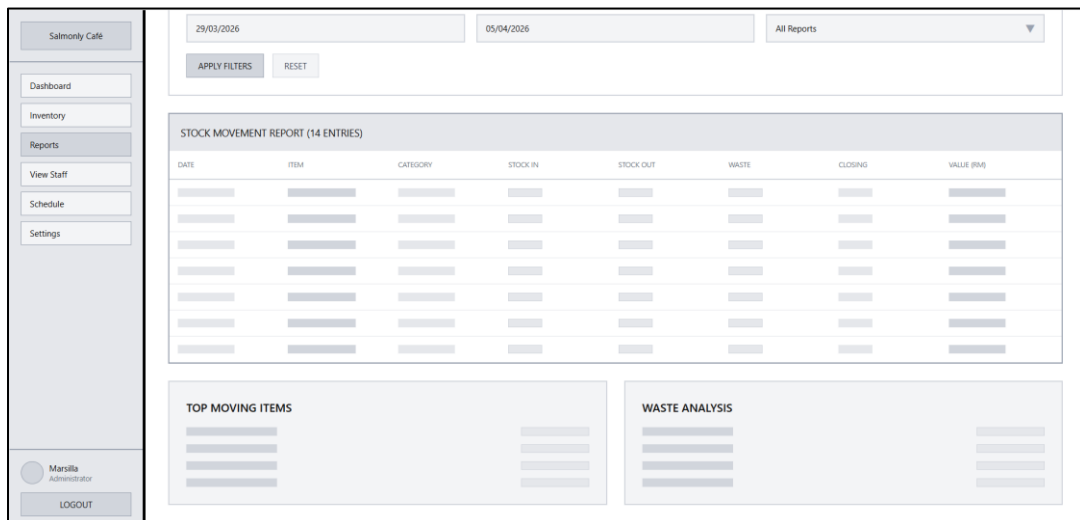 Salmonly Café
Dashboard
Inventory
Reports
View Staff
Schedule
Settings
Marsilla
Administrator
LOGOUT
29/03/2026 05/04/2026 All Reports
APPLY FILTERS RESET
STOCK MOVEMENT REPORT (14 ENTRIES)
DATE ITEM CATEGORY STOCK IN STOCK OUT WASTE CLOSING VALUE (RM)
TOP MOVING ITEMS
WASTE ANALYSIS